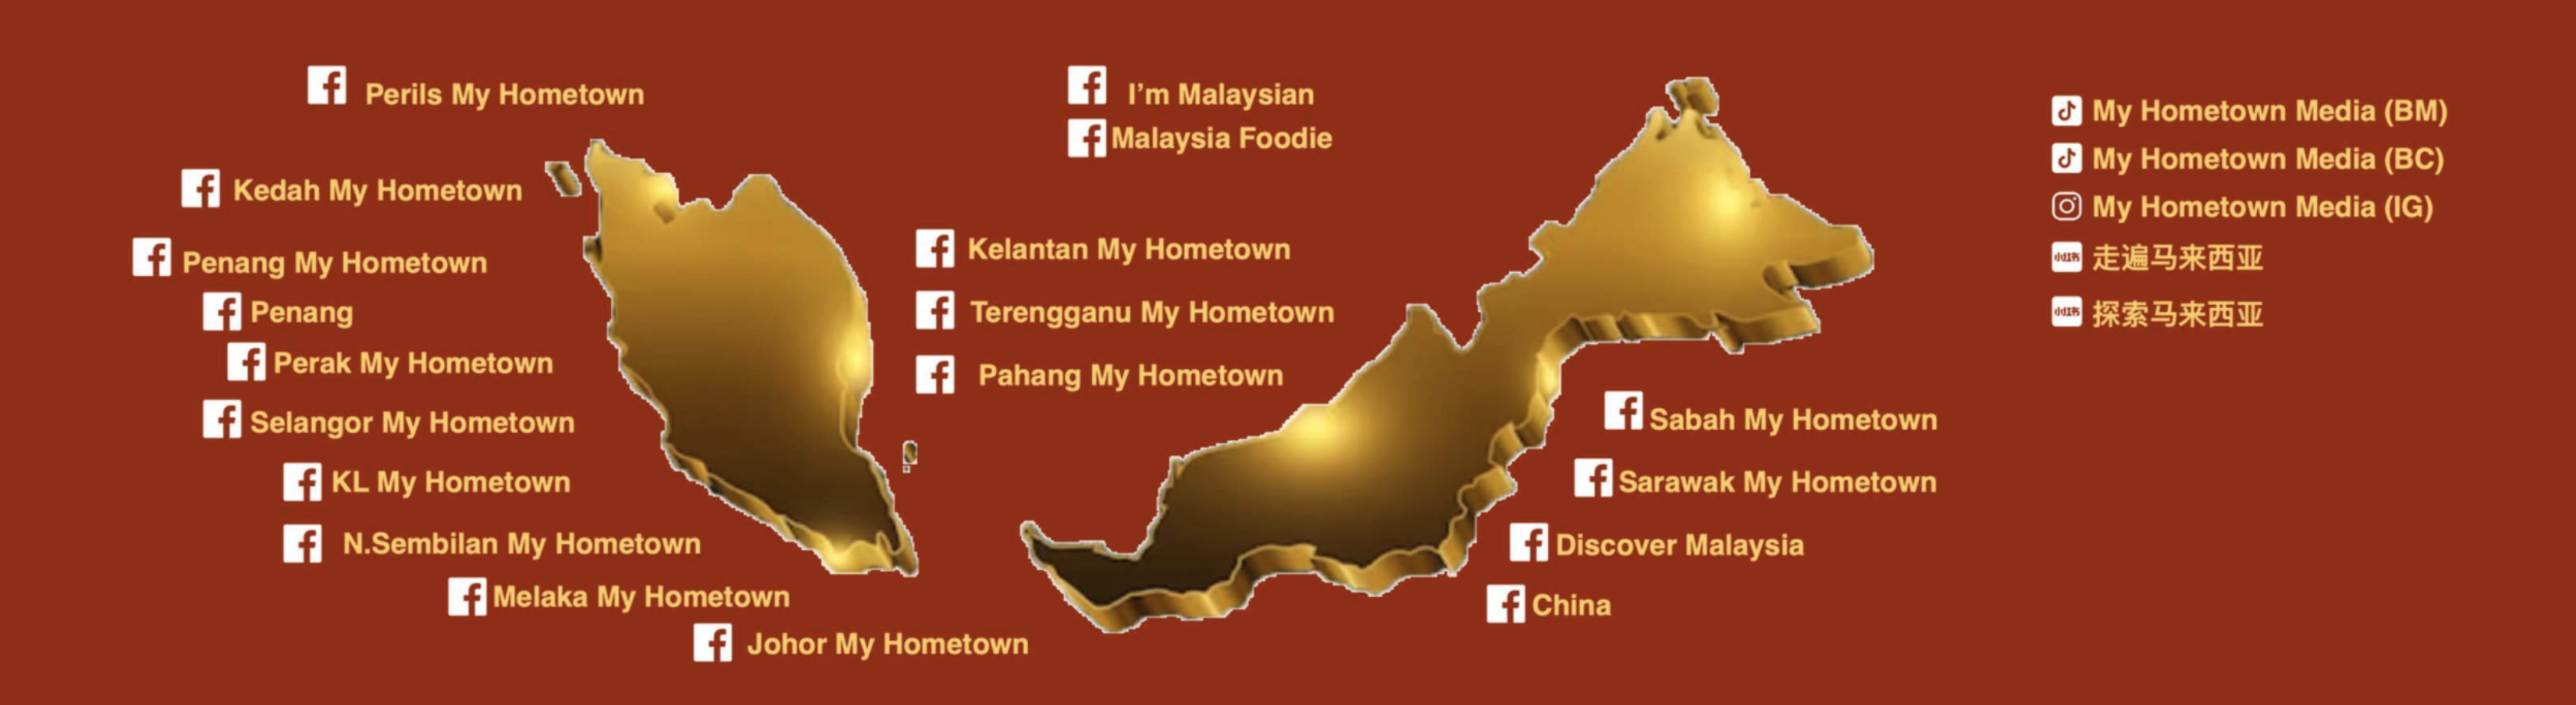 Perils My Hometown
Kedah My Hometown
Penang My Hometown
Penang
Perak My Hometown
Selangor My Hometown
KL My Hometown
N.Sembilan My Hometown
Melaka My Hometown
Johor My Hometown
I'm Malaysian
Malaysia Foodie
Kelantan My Hometown
Terengganu My Hometown
Pahang My Hometown
Sabah My Hometown
Sarawak My Hometown
Discover Malaysia
China
My Hometown Media (BM)
My Hometown Media (BC)
My Hometown Media (IG)
小红书 走遍马来西亚
小红书 探索马来西亚